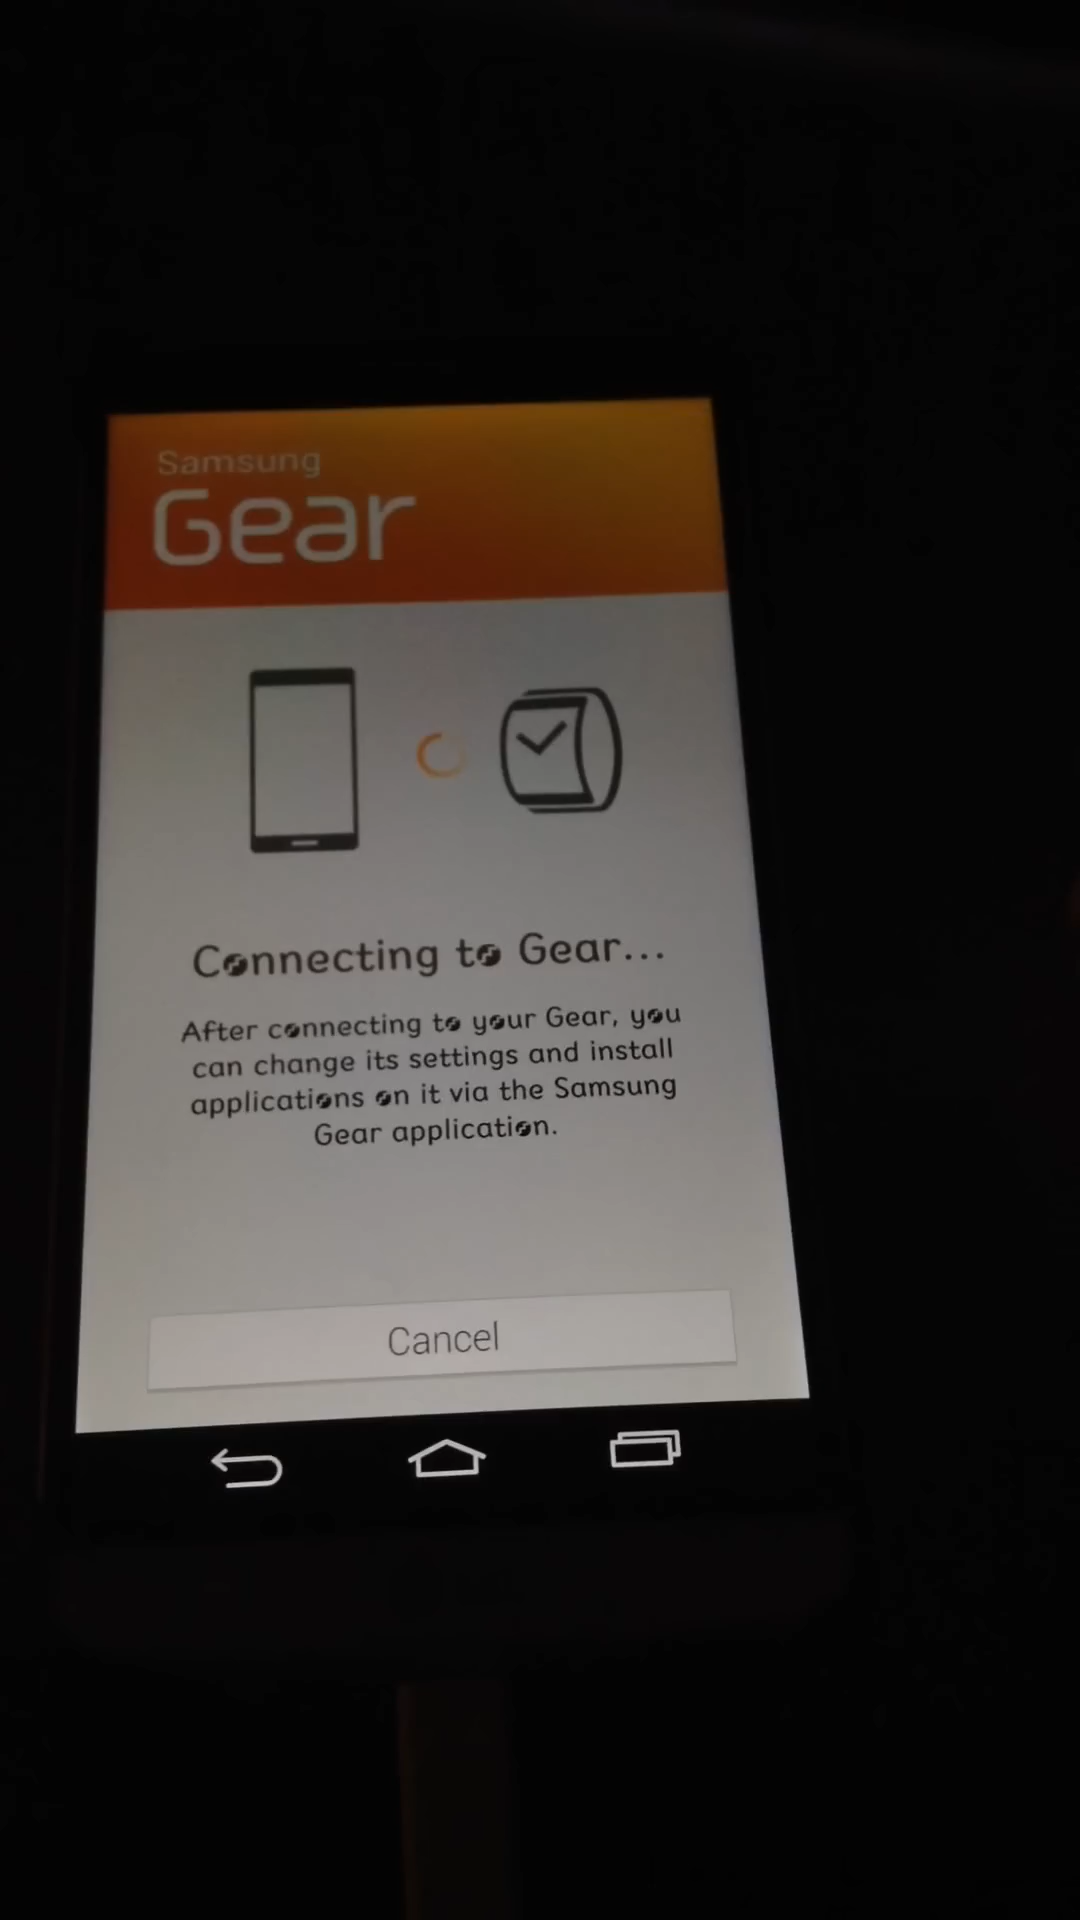 Samsung
Gear
Connecting to Gear...
After connecting to your Gear, you
can change its settings and install
applications on it via the Samsung
Gear application.
Cancel